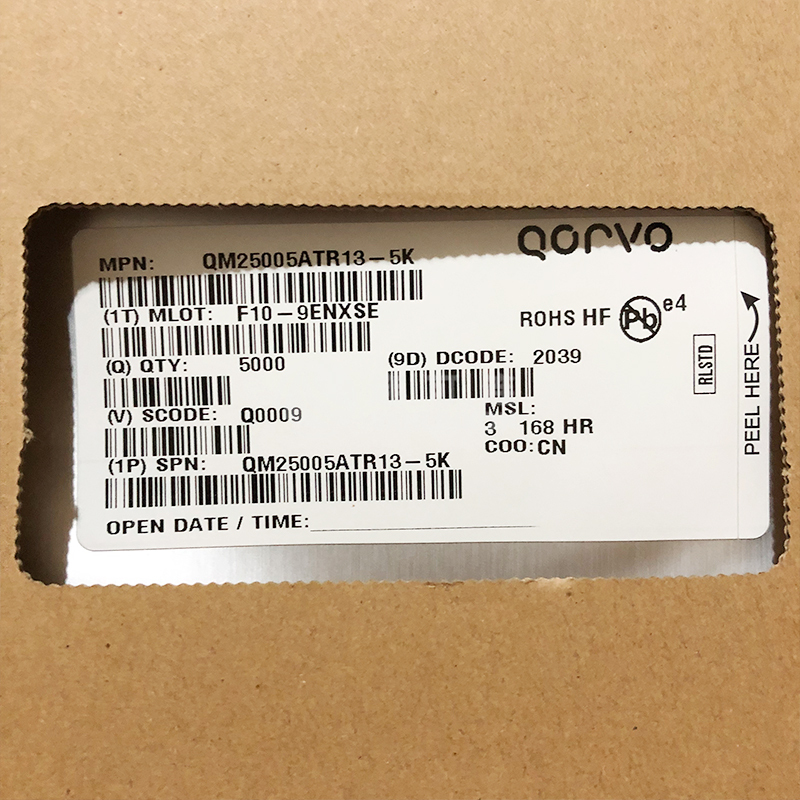 QORVO
MPN: QM25005ATR13-5K
(1T) MLOT: F10-9ENXSE
ROHS HF Pb e4
(Q) QTY: 5000
(9D) DCODE: 2039
RLSTD
PEEL HERE
(V) SCODE: Q0009
MSL:
3 168 HR
COO: CN
(1P) SPN: QM25005ATR13-5K
OPEN DATE / TIME: